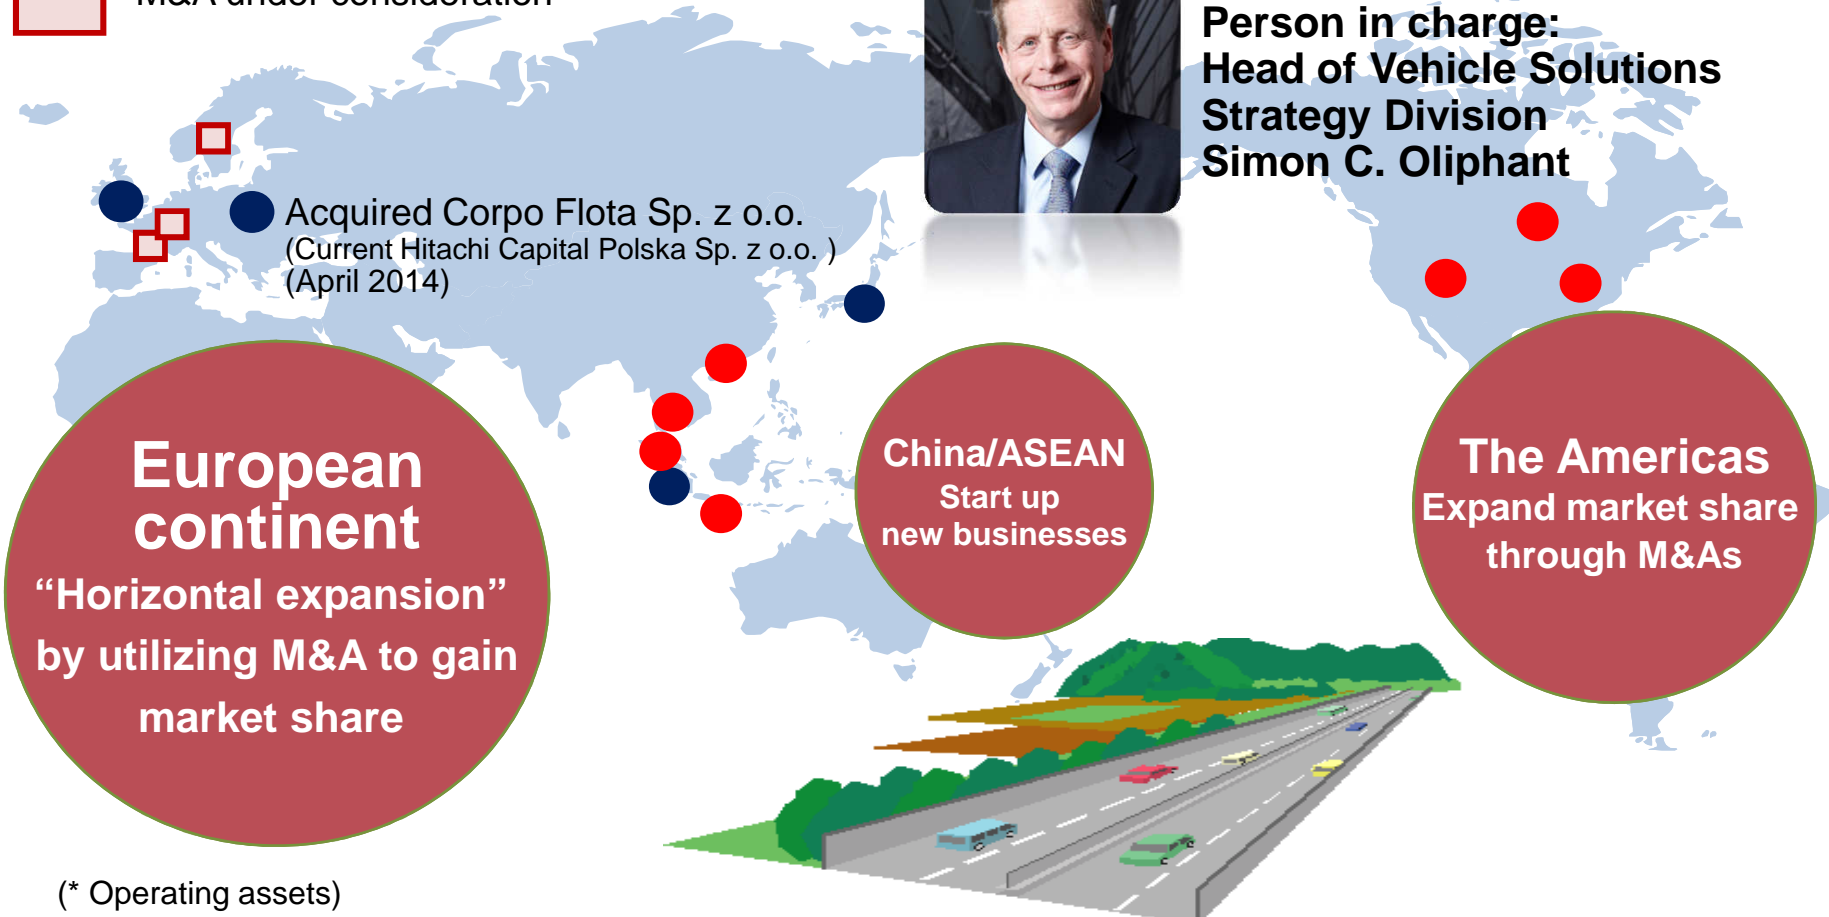 M&A under consideration
Person in charge:
Head of Vehicle Solutions
Strategy Division
Simon C. Oliphant
Acquired Corpo Flota Sp. z o.o.
(Current Hitachi Capital Polska Sp. z o.o. )
(April 2014)
European
continent
“Horizontal expansion”
by utilizing M&A to gain
market share
China/ASEAN
Start up
new businesses
The Americas
Expand market share
through M&As
(* Operating assets)